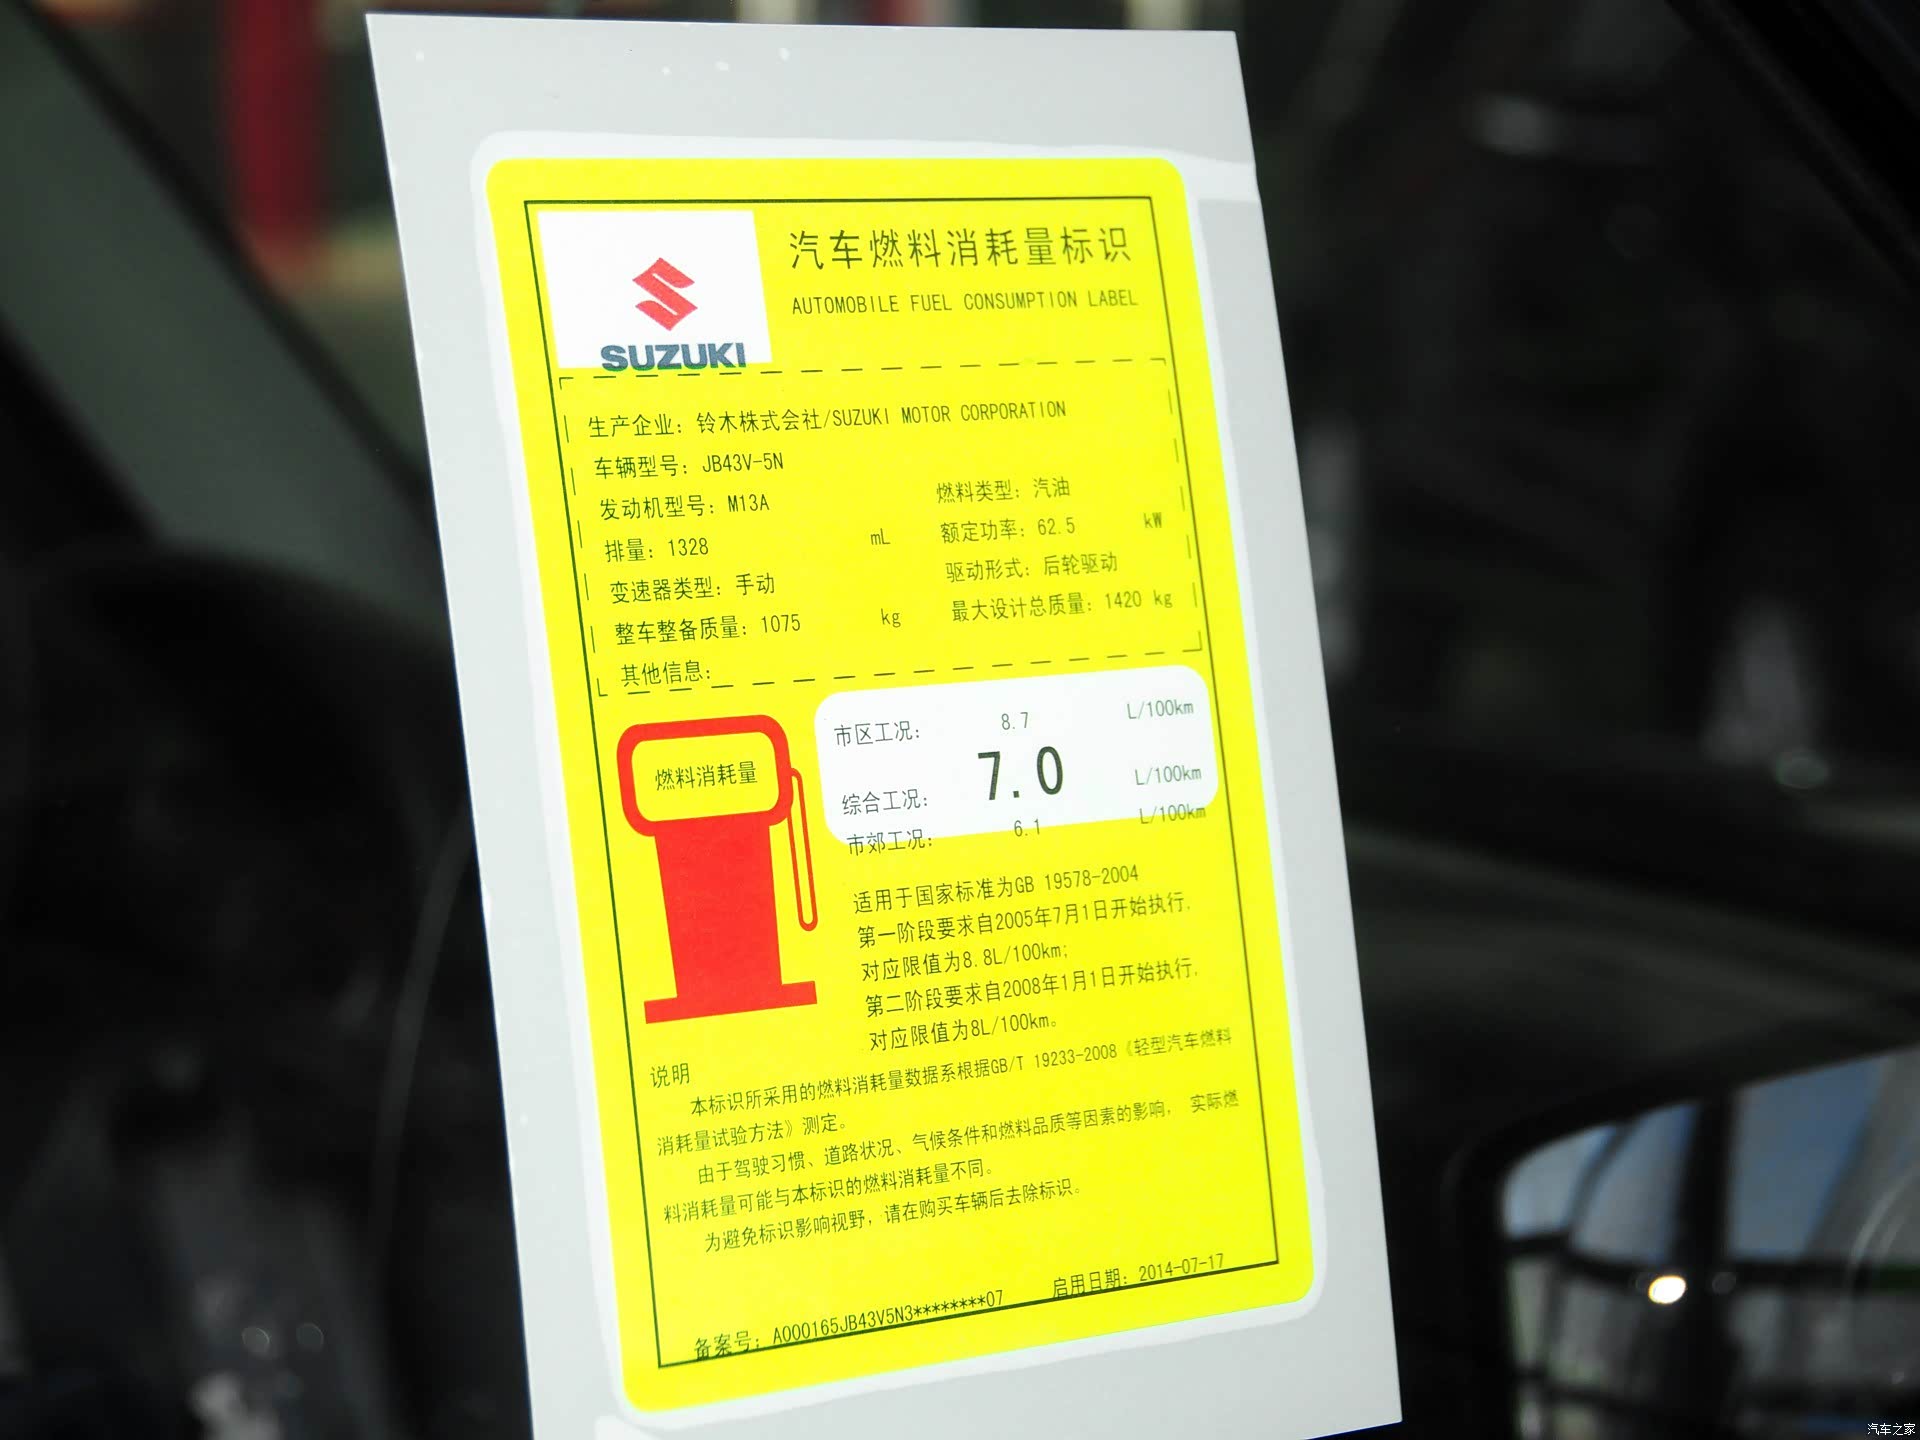 汽车燃料消耗量标识
AUTOMOBILE FUEL CONSUMPTION LABEL
SUZUKI
生产企业: 铃木株式会社/SUZUKI MOTOR CORPORATION
车辆型号: JB43V-5N
发动机型号: M13A 燃料类型: 汽油
排量: 1328 mL 额定功率: 62.5 kW
变速器类型: 手动 驱动形式: 后轮驱动
整车整备质量: 1075 kg 最大设计总质量: 1420 kg
其他信息:
燃料消耗量
市区工况: 8.7 L/100km
综合工况: 7.0 L/100km
市郊工况: 6.1 L/100km
适用于国家标准为GB 19578-2004
第一阶段要求自2005年7月1日开始执行,
对应限值为8.8L/100km;
第二阶段要求自2008年1月1日开始执行,
对应限值为8L/100km。
说明
本标识所采用的燃料消耗量数据系根据GB/T 19233-2008《轻型汽车燃料
消耗量试验方法》测定。
由于驾驶习惯、道路状况、气候条件和燃料品质等因素的影响, 实际燃
料消耗量可能与本标识的燃料消耗量不同。
为避免标识影响视野, 请在购买车辆后去除标识。
备案号: A000165JB43V5N3********07 启用日期: 2014-07-17
汽车之家